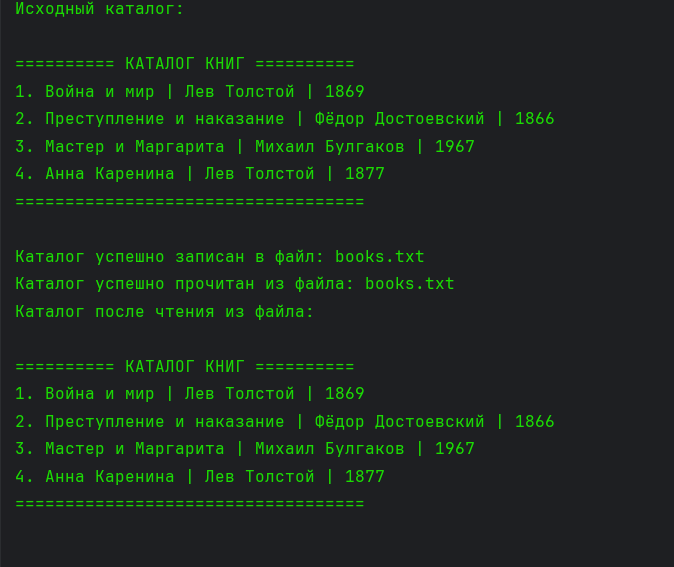 Исходный каталог:
========== КАТАЛОГ КНИГ ==========
1. Война и мир | Лев Толстой | 1869
2. Преступление и наказание | Фёдор Достоевский | 1866
3. Мастер и Маргарита | Михаил Булгаков | 1967
4. Анна Каренина | Лев Толстой | 1877
===================================
Каталог успешно записан в файл: books.txt
Каталог успешно прочитан из файла: books.txt
Каталог после чтения из файла:
========== КАТАЛОГ КНИГ ==========
1. Война и мир | Лев Толстой | 1869
2. Преступление и наказание | Фёдор Достоевский | 1866
3. Мастер и Маргарита | Михаил Булгаков | 1967
4. Анна Каренина | Лев Толстой | 1877
===================================